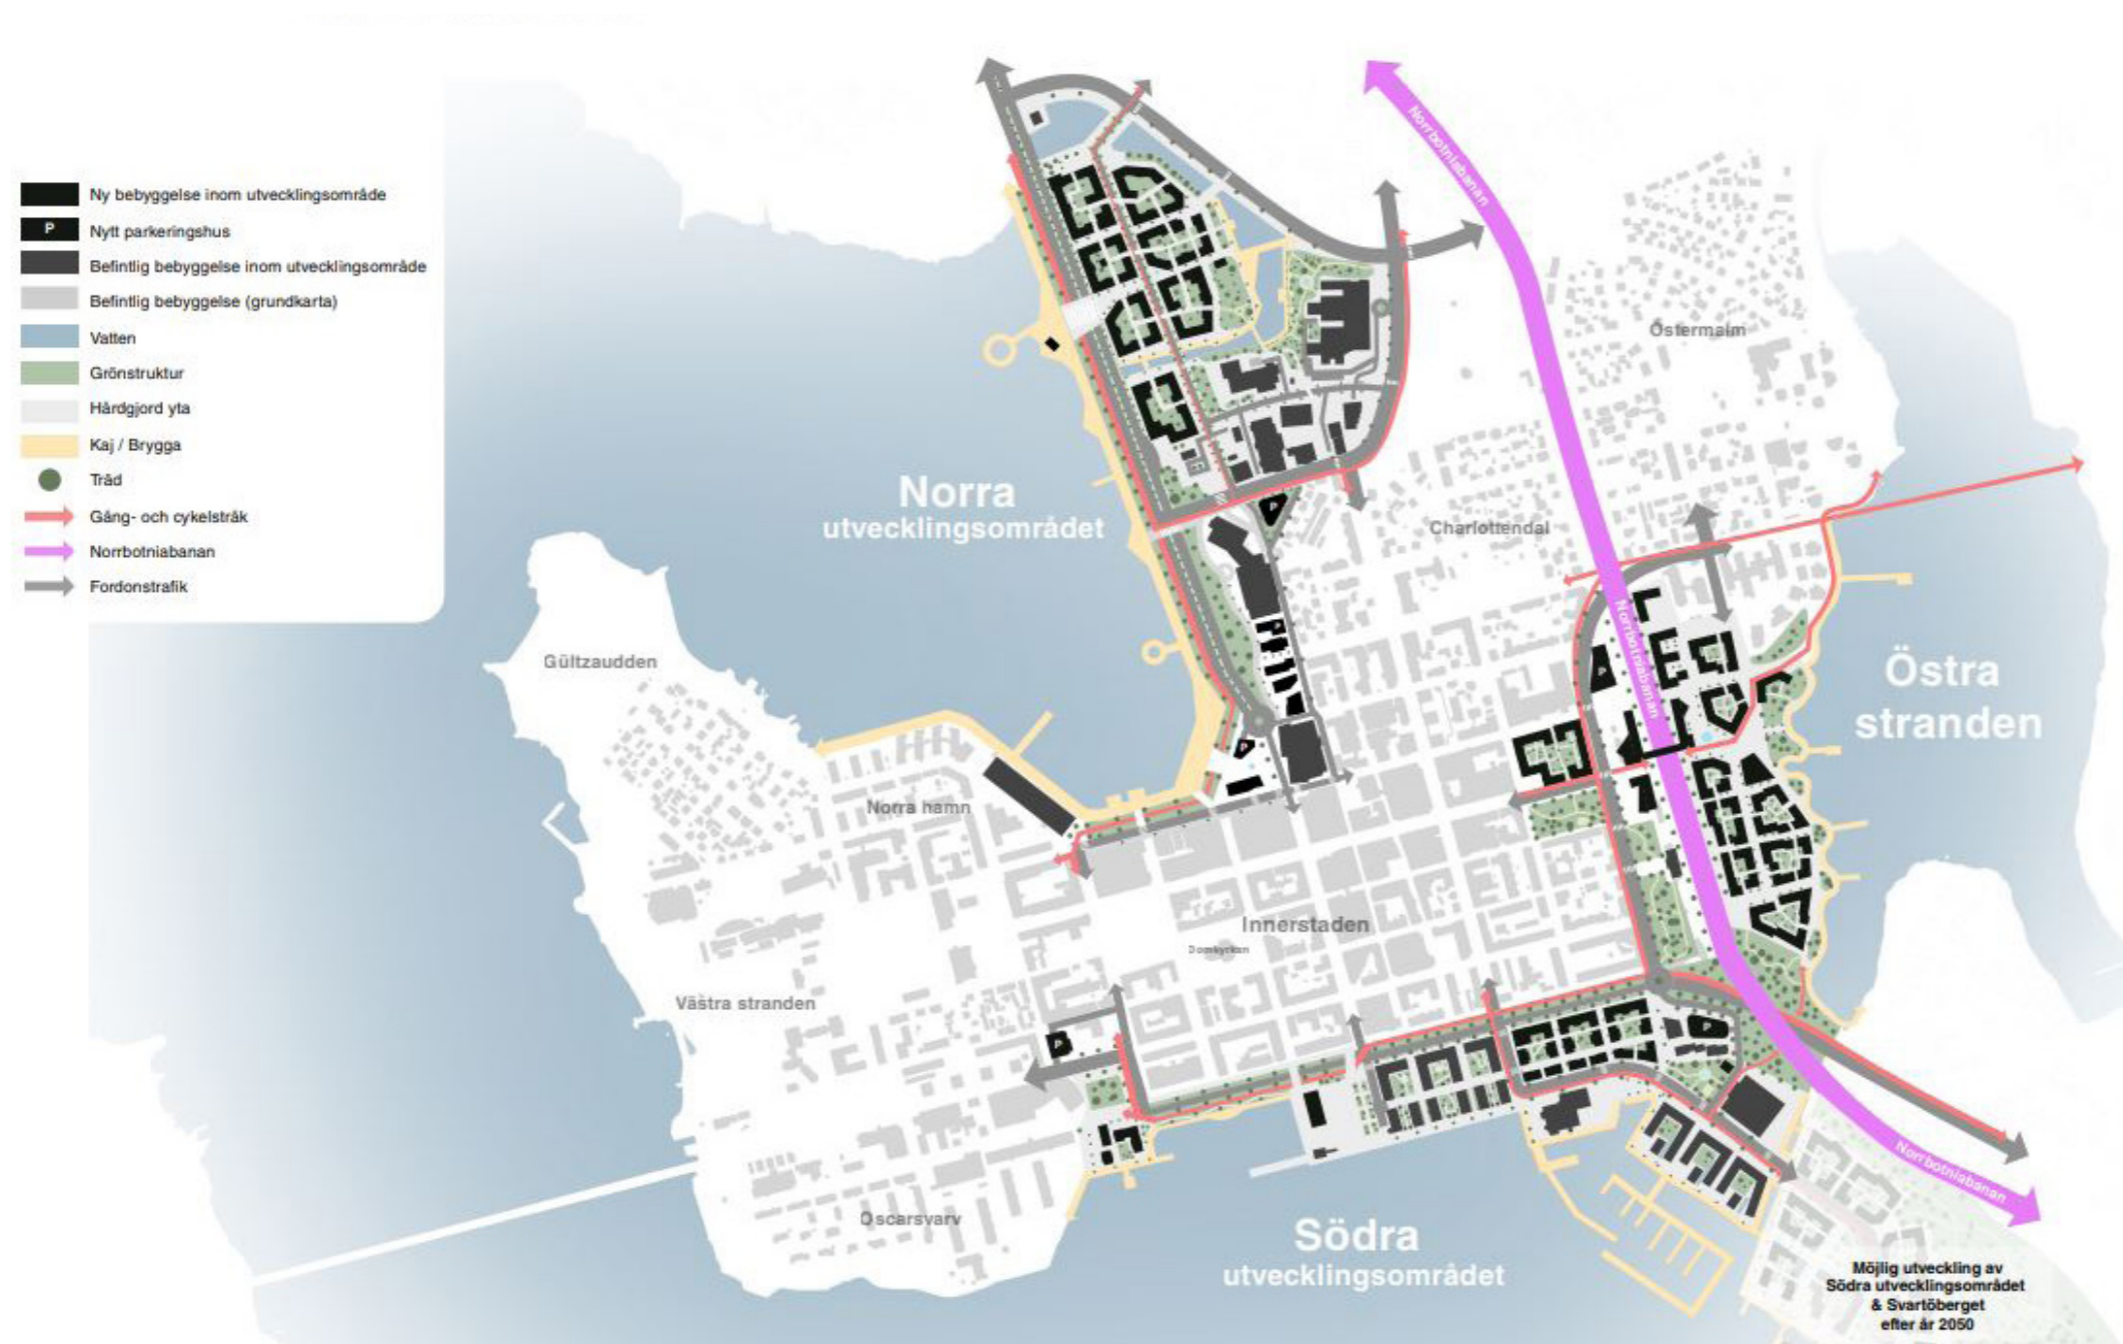 Ny bebyggelse inom utvecklingsområde
P
Nytt parkeringshus
Befintlig bebyggelse inom utvecklingsområde
Befintlig bebyggelse (grundkarta)
Vatten
Grönstruktur
Hårdgjord yta
Kaj / Brygga
Träd
Gång- och cykelstråk
Norrbotniabanan
Fordonstrafik
Norrbotniabanan
Östermalm
Norra
utvecklingsområdet
P
Charlottendal
Norrbotniabanan
P
P
Gültzaudden
Östra
stranden
P
Norra hamn
Innerstaden
Domkyrkan
Västra stranden
P
P
Norrbotniabanan
Oscarsvarv
Södra
utvecklingsområdet
Möjlig utveckling av
Södra utvecklingsområdet
& Svartöberget
efter år 2050